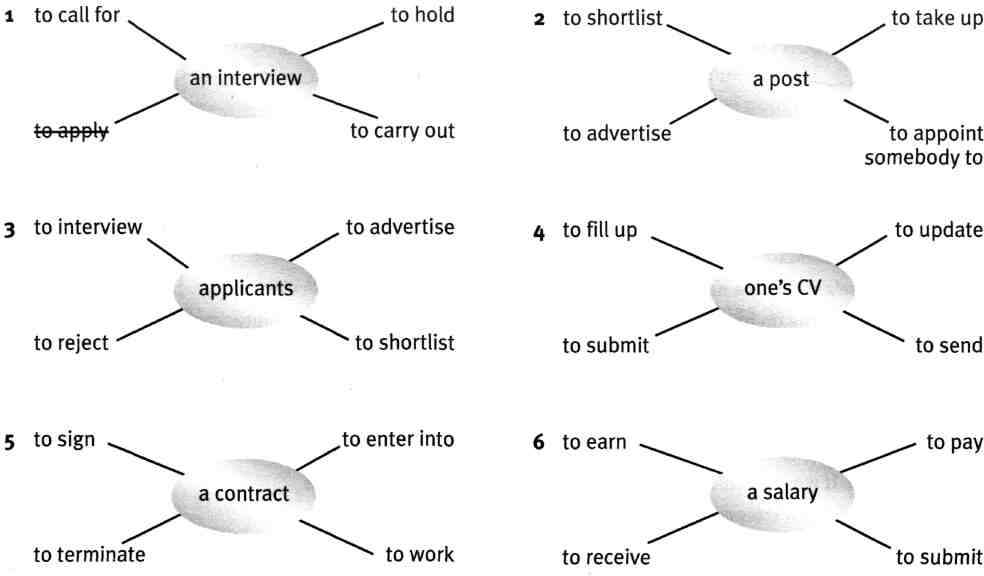 1 to call for
to hold
an interview
to apply
to carry out
2 to shortlist
to take up
a post
to advertise
to appoint
somebody to
3 to interview
to advertise
applicants
to reject
to shortlist
4 to fill up
to update
one's CV
to submit
to send
5 to sign
to enter into
a contract
to terminate
to work
6 to earn
to pay
a salary
to receive
to submit